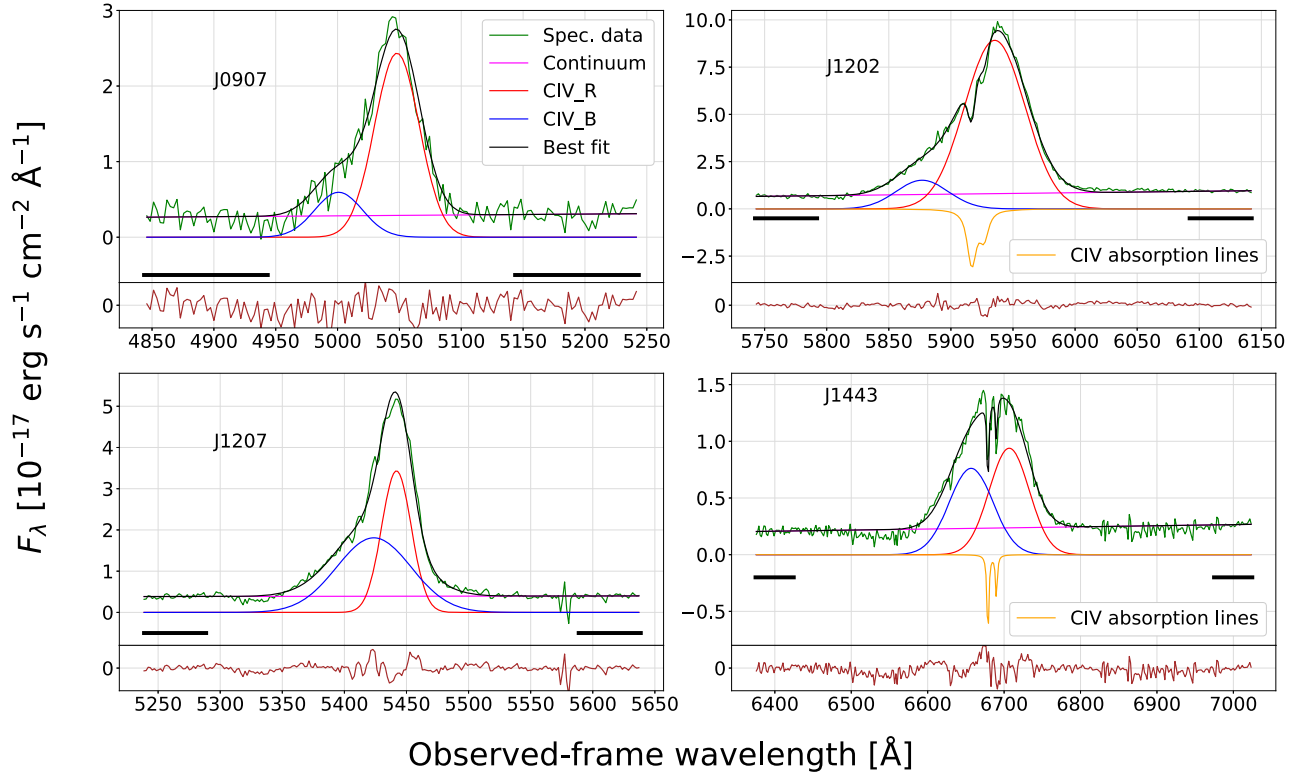 F_λ [10⁻¹⁷ erg s⁻¹ cm⁻² Å⁻¹]
J0907
Spec. data
Continuum
CIV_R
CIV_B
Best fit
3
2
1
0
0
4850 4900 4950 5000 5050 5100 5150 5200 5250
J1202
10.0
7.5
5.0
2.5
0.0
−2.5
CIV absorption lines
0
5750 5800 5850 5900 5950 6000 6050 6100 6150
J1207
5
4
3
2
1
0
0
5250 5300 5350 5400 5450 5500 5550 5600 5650
J1443
1.5
1.0
0.5
0.0
−0.5
CIV absorption lines
0
6400 6500 6600 6700 6800 6900 7000
Observed-frame wavelength [Å]